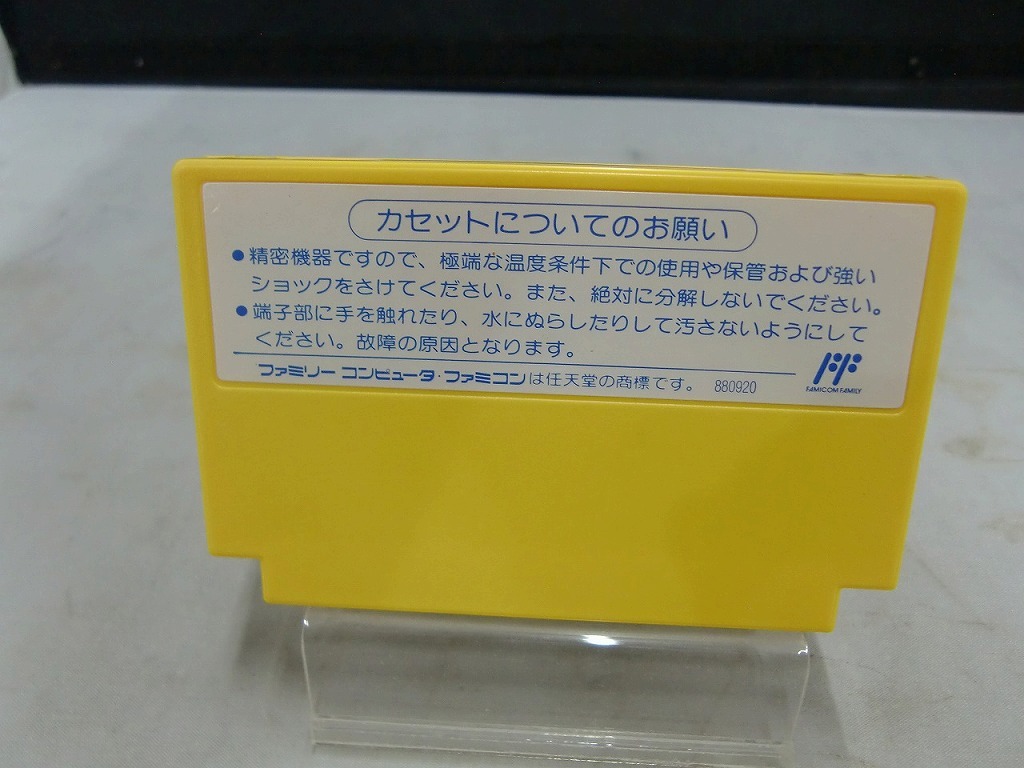 カセットについてのお願い
●精密機器ですので、極端な温度条件下での使用や保管および強い
ショックをさけてください。また、絶対に分解しないでください。
●端子部に手を触れたり、水にぬらしたりして汚さないようにして
ください。故障の原因となります。
ファミリーコンピュータ・ファミコンは任天堂の商標です。 880920
FAMICOM FAMILY